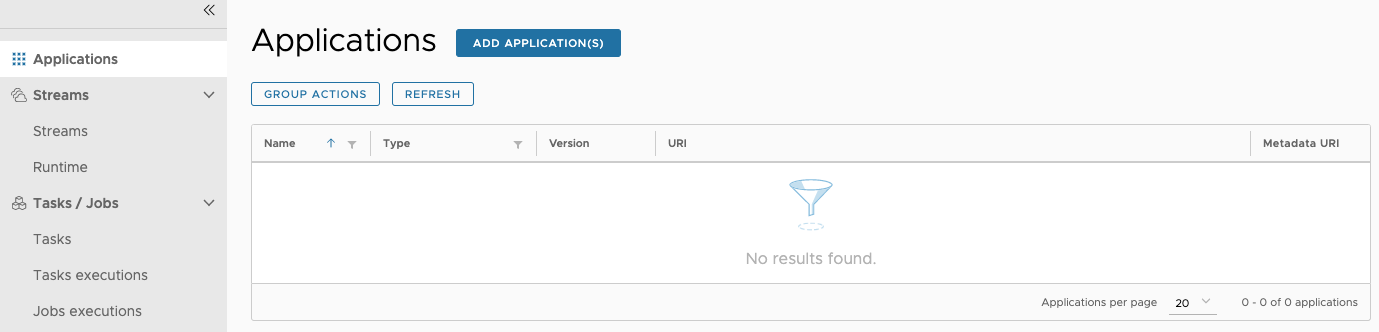 Applications
Streams
Streams
Runtime
Tasks / Jobs
Tasks
Tasks executions
Jobs executions
Applications ADD APPLICATION(S)
GROUP ACTIONS REFRESH
Name Type Version URI Metadata URI
No results found.
Applications per page 20 0 - 0 of 0 applications